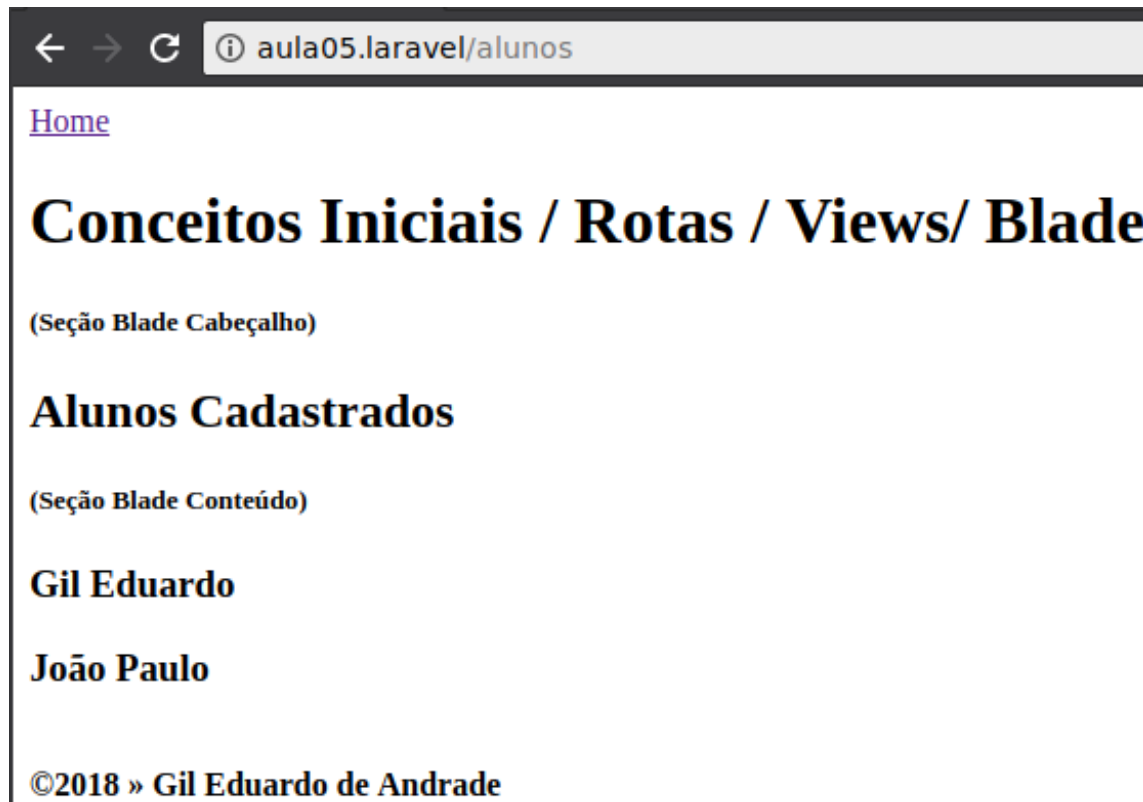 aula05.laravel/alunos
Home
Conceitos Iniciais / Rotas / Views/ Blade
(Seção Blade Cabeçalho)
Alunos Cadastrados
(Seção Blade Conteúdo)
Gil Eduardo
João Paulo
©2018 » Gil Eduardo de Andrade